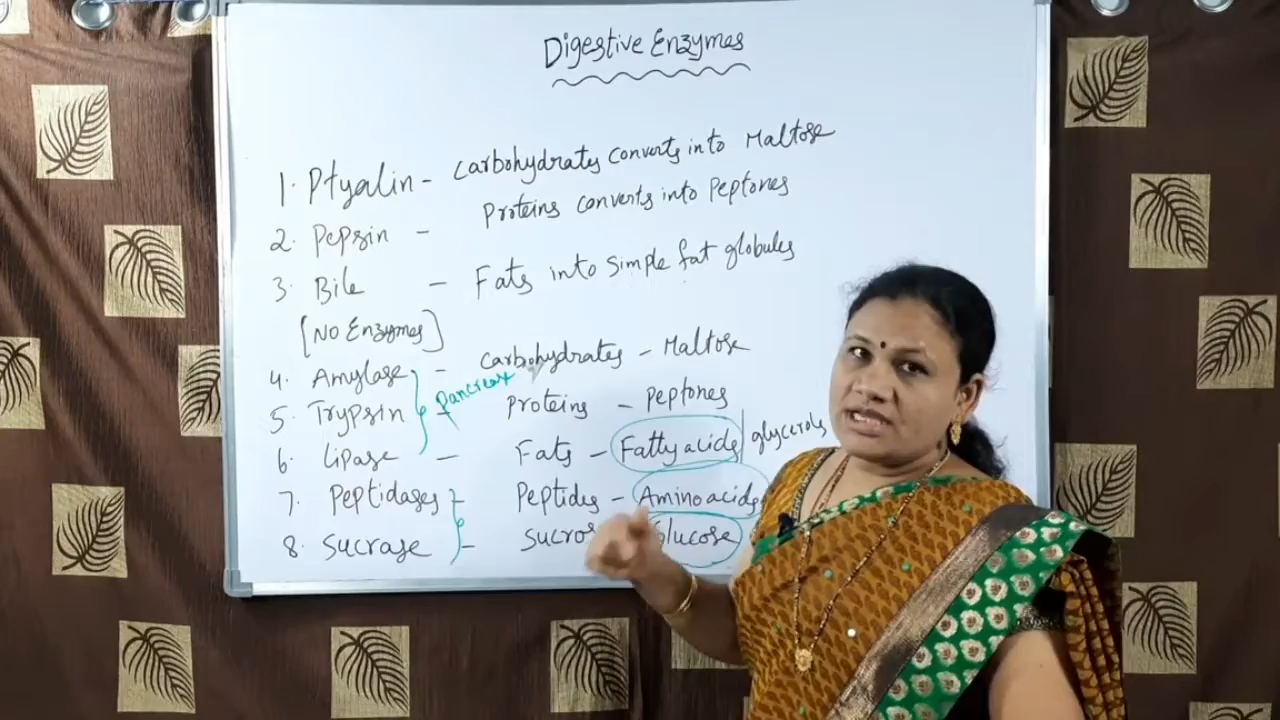 Digestive Enzymes
1. Ptyalin - Carbohydrates converts into Maltose
2. Pepsin - Proteins converts into Peptones
3. Bile - Fats into simple fat globules
[No Enzymes]
4. Amylase - Carbohydrates - Maltose
Pancreas
5. Trypsin - Proteins - Peptones
6. Lipase - Fats - Fatty acids | glycerols
7. Peptidases - Peptides - Amino acids
8. Sucrase - Glucose